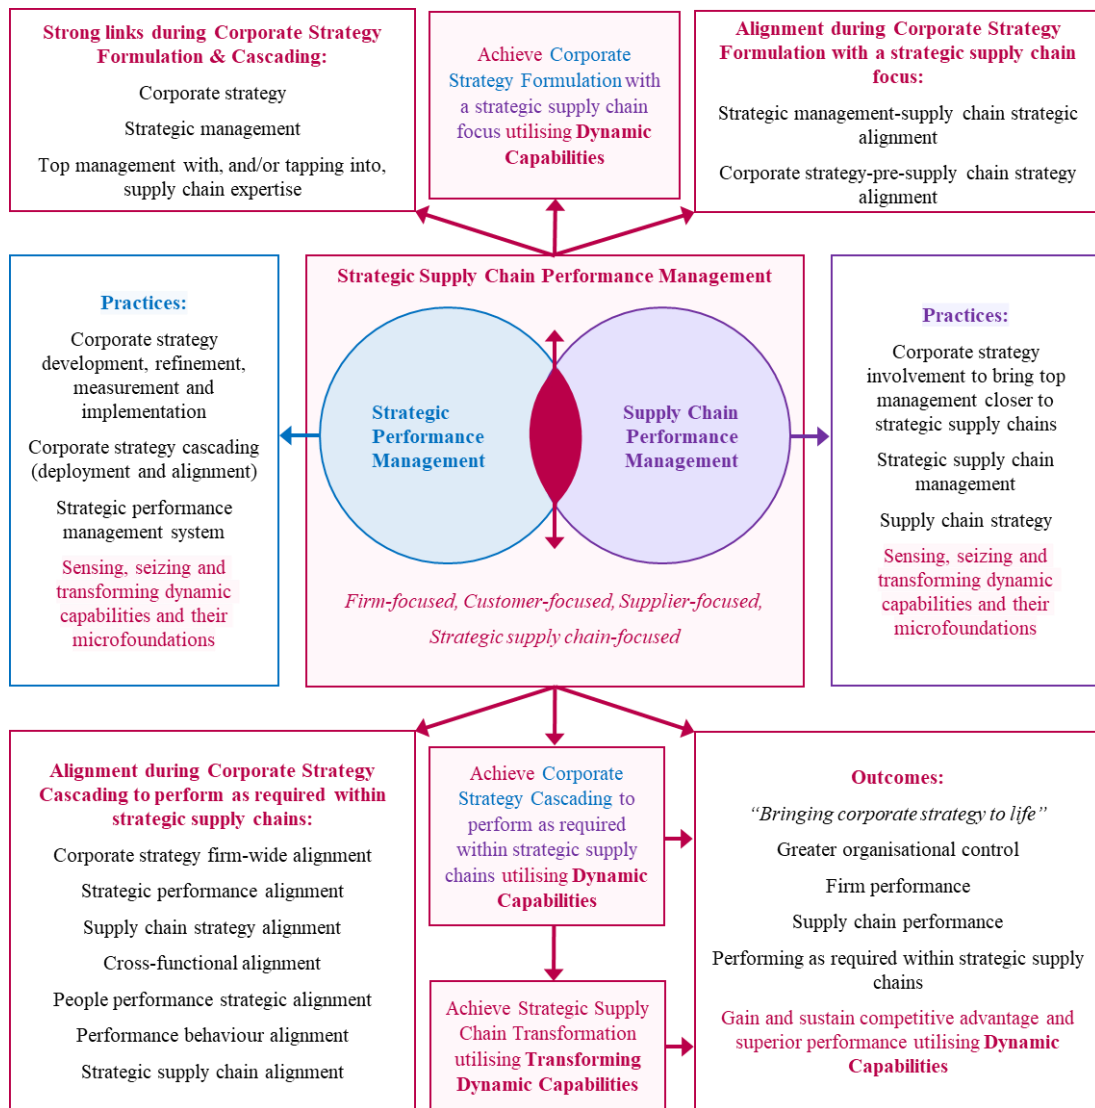 Strong links during Corporate Strategy
Formulation & Cascading:
Corporate strategy
Strategic management
Top management with, and/or tapping into,
supply chain expertise
Achieve Corporate
Strategy Formulation with
a strategic supply chain
focus utilising Dynamic
Capabilities
Alignment during Corporate Strategy
Formulation with a strategic supply chain
focus:
Strategic management-supply chain strategic
alignment
Corporate strategy-pre-supply chain strategy
alignment
Practices:
Corporate strategy
development, refinement,
measurement and
implementation
Corporate strategy cascading
(deployment and alignment)
Strategic performance
management system
Sensing, seizing and
transforming dynamic
capabilities and their
microfoundations
Strategic Supply Chain Performance Management
Strategic
Performance
Management
Supply Chain
Performance
Management
Firm-focused, Customer-focused, Supplier-focused,
Strategic supply chain-focused
Practices:
Corporate strategy
involvement to bring top
management closer to
strategic supply chains
Strategic supply chain
management
Supply chain strategy
Sensing, seizing and
transforming dynamic
capabilities and their
microfoundations
Alignment during Corporate Strategy
Cascading to perform as required within
strategic supply chains:
Corporate strategy firm-wide alignment
Strategic performance alignment
Supply chain strategy alignment
Cross-functional alignment
People performance strategic alignment
Performance behaviour alignment
Strategic supply chain alignment
Achieve Corporate
Strategy Cascading to
perform as required
within strategic supply
chains utilising Dynamic
Capabilities
Achieve Strategic Supply
Chain Transformation
utilising Transforming
Dynamic Capabilities
Outcomes:
“Bringing corporate strategy to life”
Greater organisational control
Firm performance
Supply chain performance
Performing as required within strategic supply
chains
Gain and sustain competitive advantage and
superior performance utilising Dynamic
Capabilities